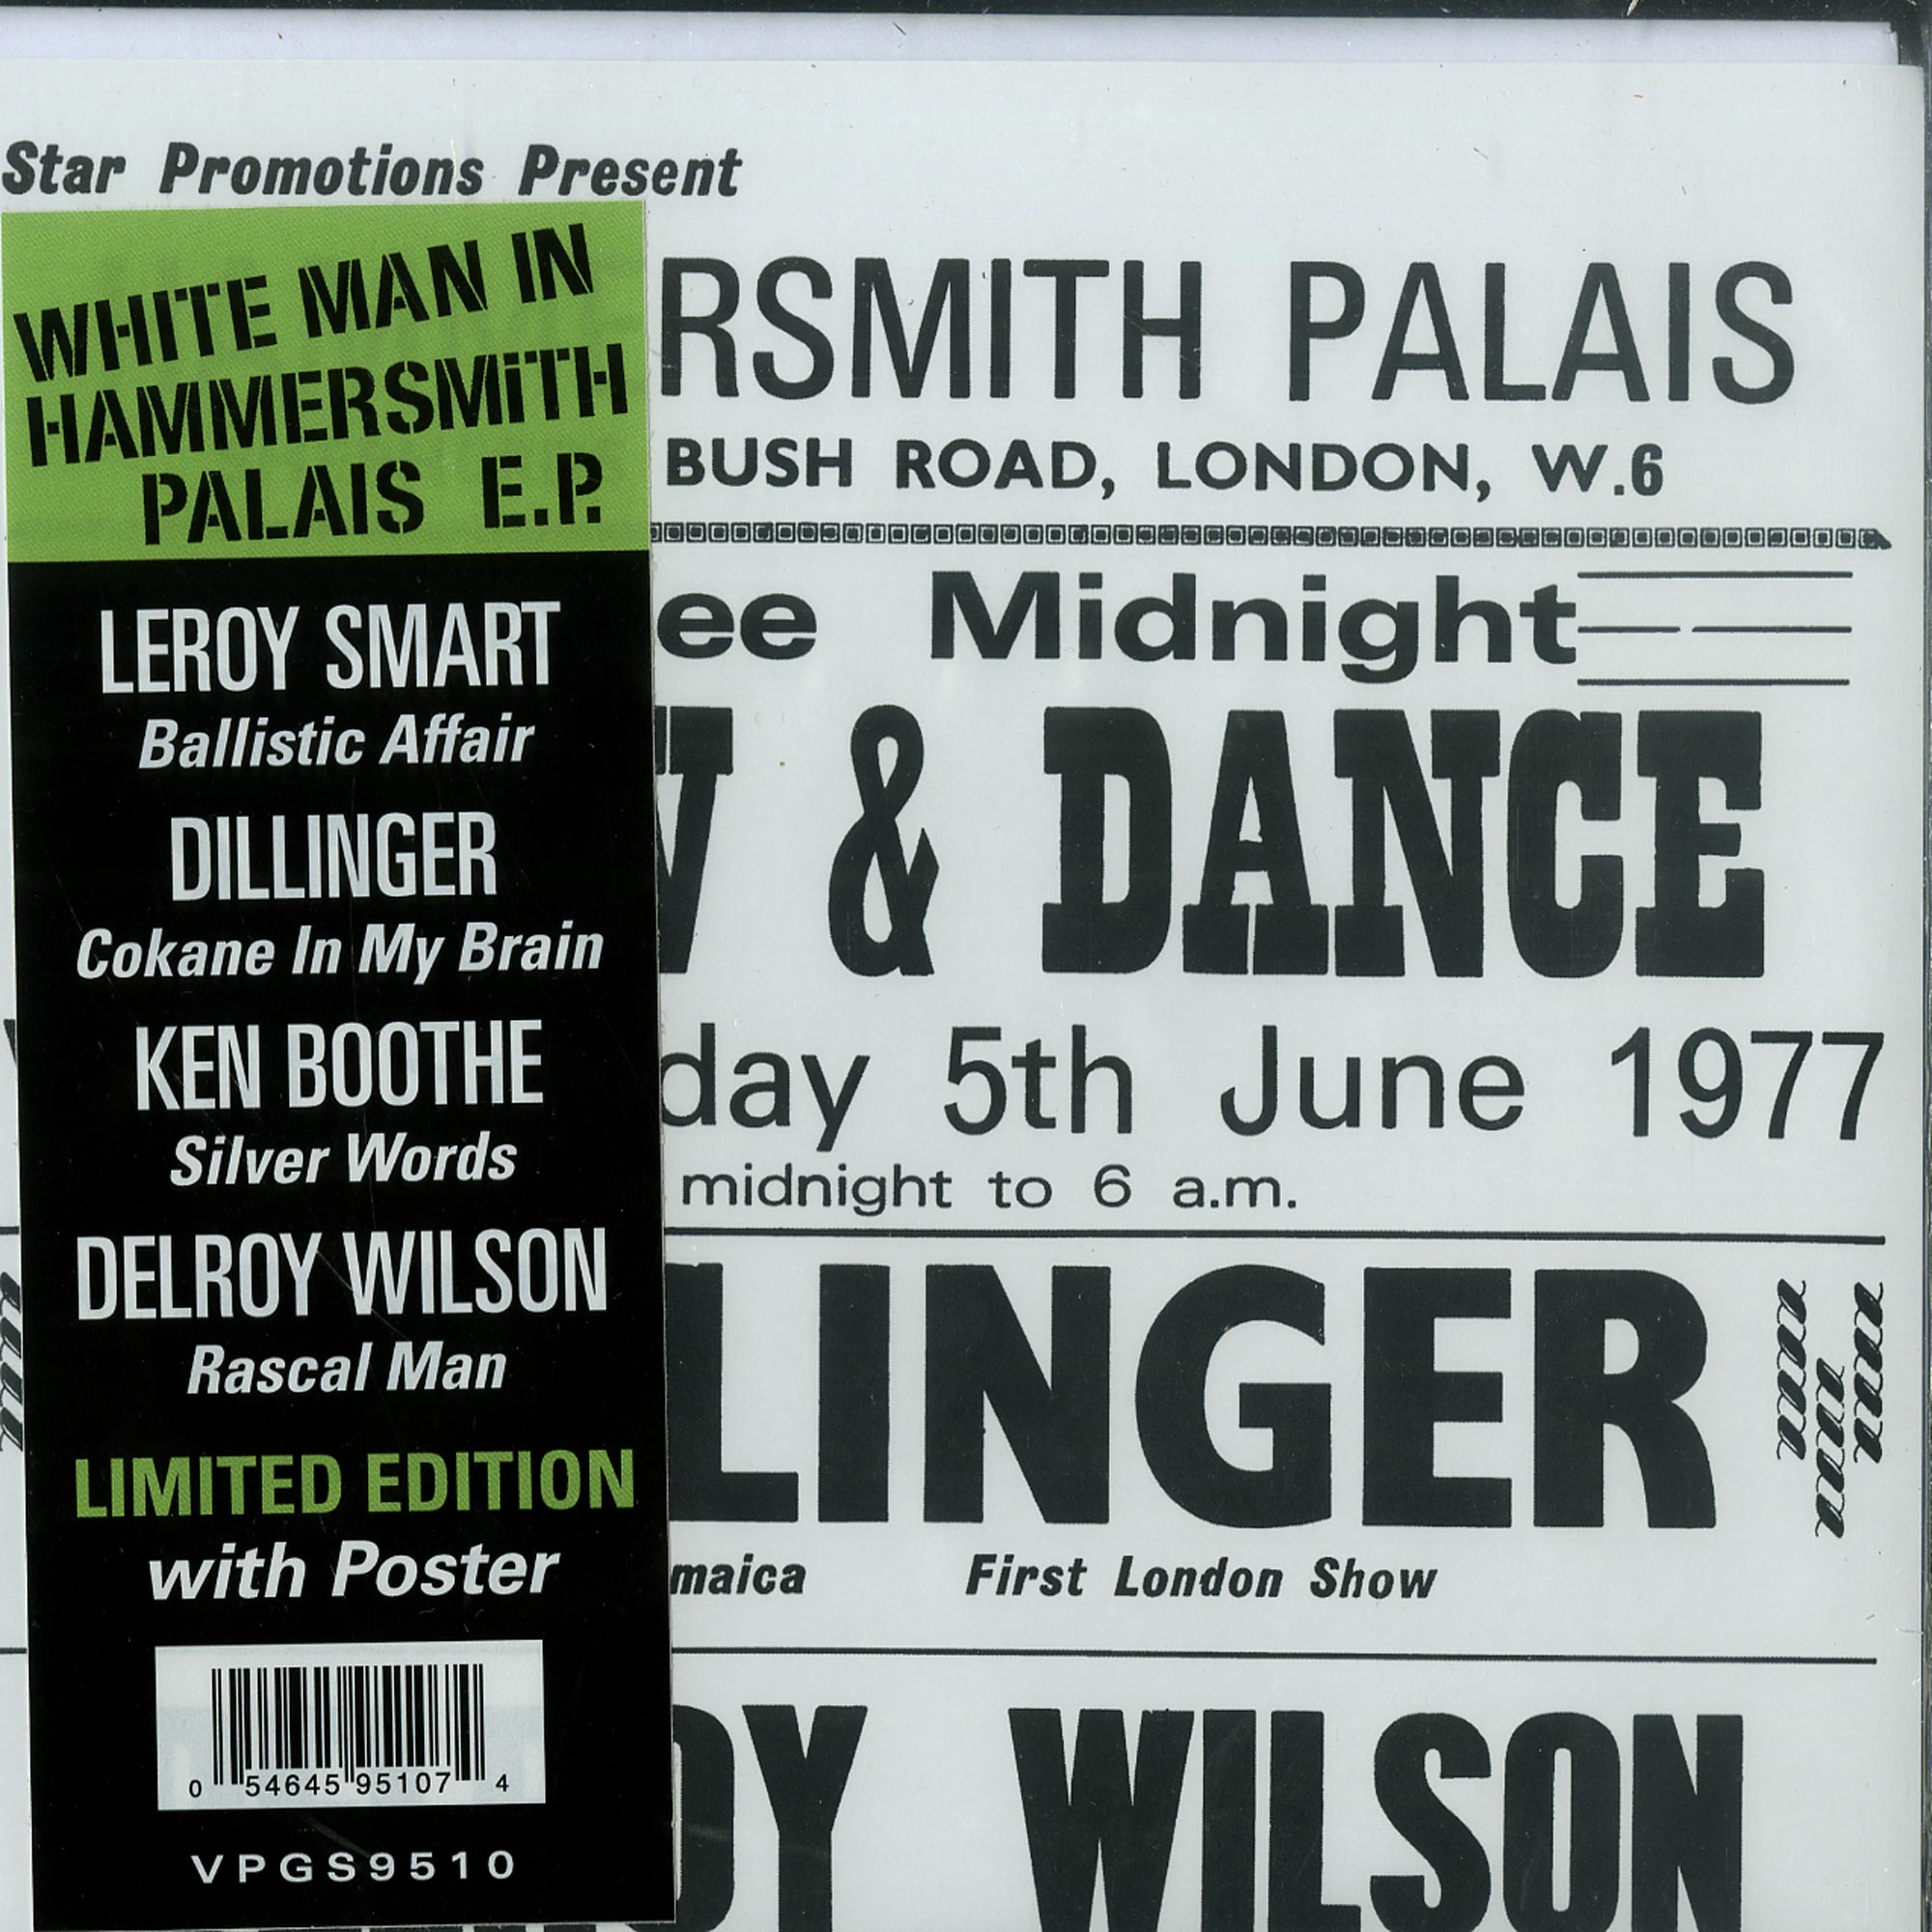 Star Promotions Present
WHITE MAN IN
HAMMERSMiTH
PALAIS E.P.
LEROY SMART
Ballistic Affair
DILLINGER
Cokane In My Brain
KEN BOOTHE
Silver Words
DELROY WILSON
Rascal Man
LIMITED EDITION
with Poster
0 54645 95107 4
VPGS9510
RSMITH PALAIS
BUSH ROAD, LONDON, W.6
ee Midnight
W & DANCE
day 5th June 1977
midnight to 6 a.m.
LINGER
maica First London Show
OY WILSON